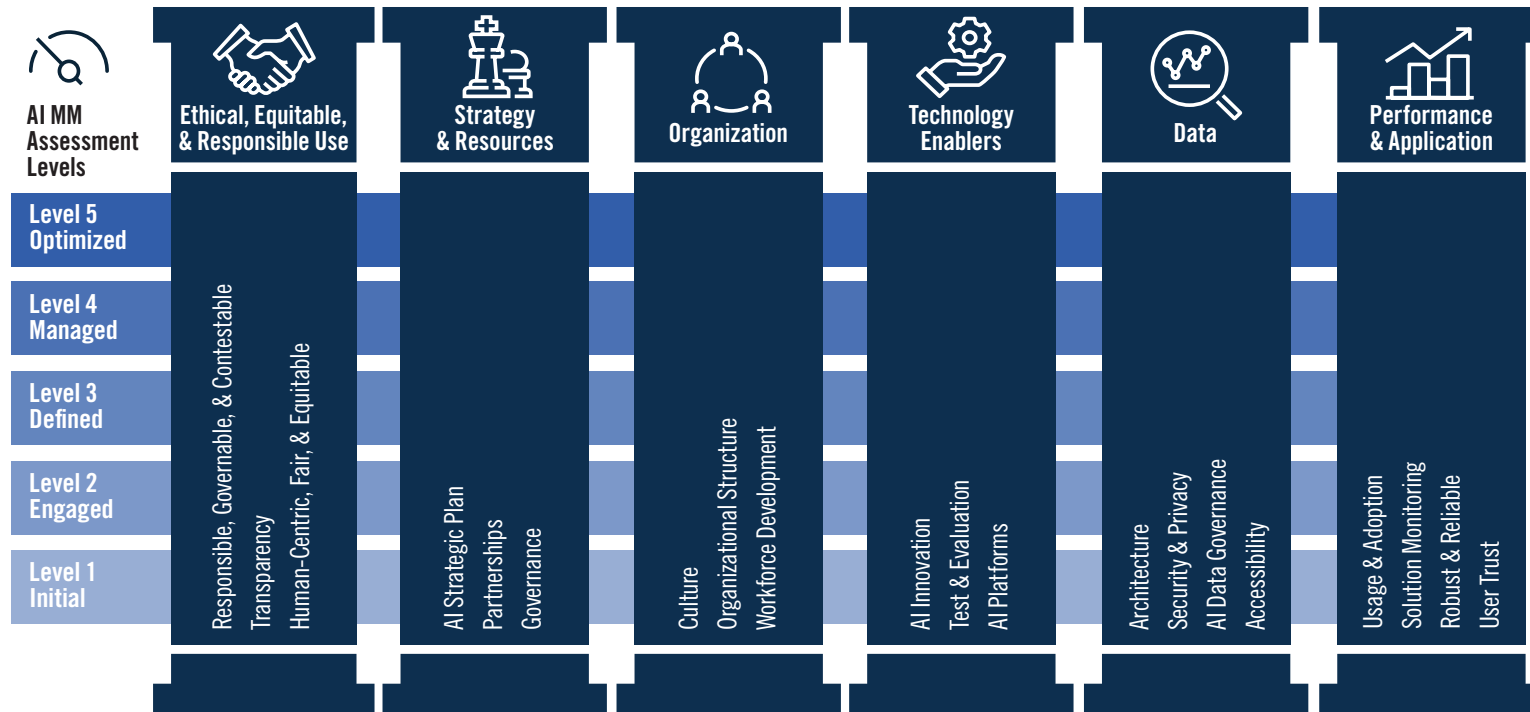 AI MM
Assessment
Levels
Ethical, Equitable,
& Responsible Use
Strategy
& Resources
Organization
Technology
Enablers
Data
Performance
& Application
Level 5
Optimized
Level 4
Managed
Level 3
Defined
Level 2
Engaged
Level 1
Initial
Responsible, Governable, & Contestable
Transparency
Human-Centric, Fair, & Equitable
AI Strategic Plan
Partnerships
Governance
Culture
Organizational Structure
Workforce Development
AI Innovation
Test & Evaluation
AI Platforms
Architecture
Security & Privacy
AI Data Governance
Accessibility
Usage & Adoption
Solution Monitoring
Robust & Reliable
User Trust